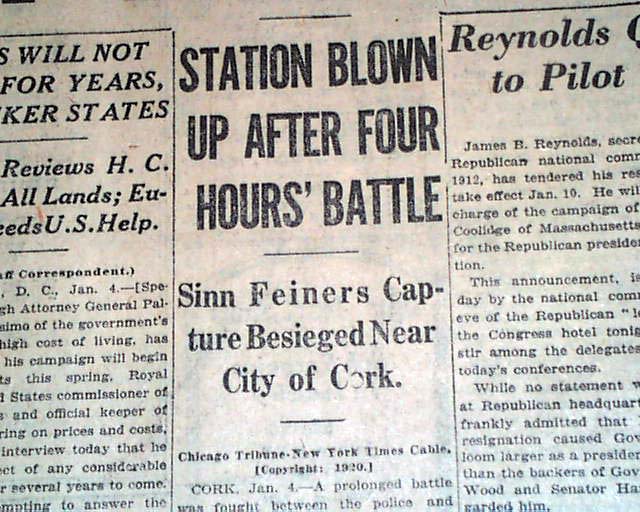 S WILL NOT
FOR YEARS,
KER STATES
Reviews H. C.
All Lands; Eu-
eeds U.S. Help.
aff Correspondent.)
, D. C., Jan. 4.—[Spe-
gh Attorney General Pal-
simo of the government's
high cost of living, has
his campaign will begin
ts this spring, Royal
d States commissioner of
s and official keeper of
ring on prices and costs,
interview today that he
ect of any considerable
r several years to come.
mpting to answer the
STATION BLOWN
UP AFTER FOUR
HOURS' BATTLE
Sinn Feiners Cap-
ture Besieged Near
City of Cork.
Chicago Tribune-New York Times Cable.
[Copyright: 1920.]
CORK, Jan. 4.—A prolonged battle
was fought between the police and
Reynolds
to Pilot
James B. Reynolds, secre
Republican national com
1912, has tendered his res
take effect Jan. 10. He wil
charge of the campaign of
Coolidge of Massachusetts
for the Republican presiden
tion.
This announcement, is
day by the national comm
eve of the Republican "l
the Congress hotel tonig
stir among the delegates
today's conferences.
While no statement w
at Republican headquart
frankly admitted that
resignation caused Gov
loom larger as a presiden
than the backers of Gov
Wood and Senator Ha
garded him.